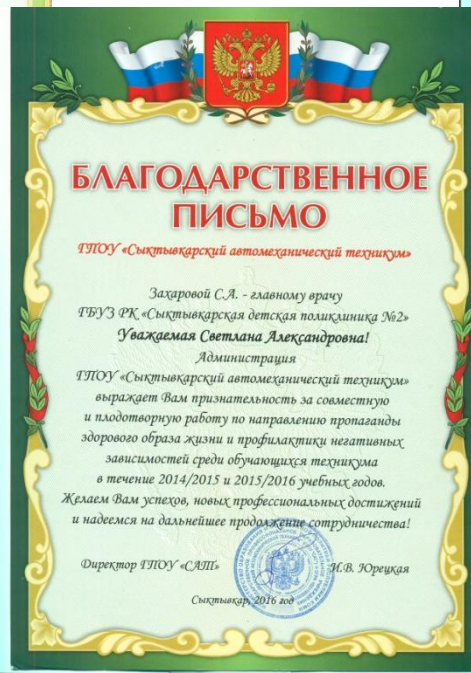 БЛАГОДАРСТВЕННОЕ
ПИСЬМО
ГПОУ «Сыктывкарский автомеханический техникум»
Захаровой С.А. - главному врачу
ГБУЗ РК «Сыктывкарская детская поликлиника №2»
Уважаемая Светлана Александровна!
Администрация
ГПОУ «Сыктывкарский автомеханический техникум»
выражает Вам признательность за совместную
и плодотворную работу по направлению пропаганды
здорового образа жизни и профилактики негативных
зависимостей среди обучающихся техникума
в течение 2014/2015 и 2015/2016 учебных годов.
Желаем Вам успехов, новых профессиональных достижений
и надеемся на дальнейшее продолжение сотрудничества!
Директор ГПОУ «САТ» И.В. Юрецкая
Сыктывкар, 2016 год